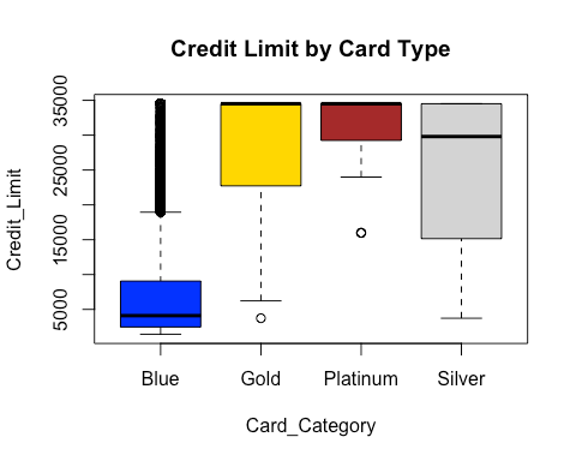 Credit Limit by Card Type
Credit_Limit
35000
25000
15000
5000
Blue Gold Platinum Silver
Card_Category